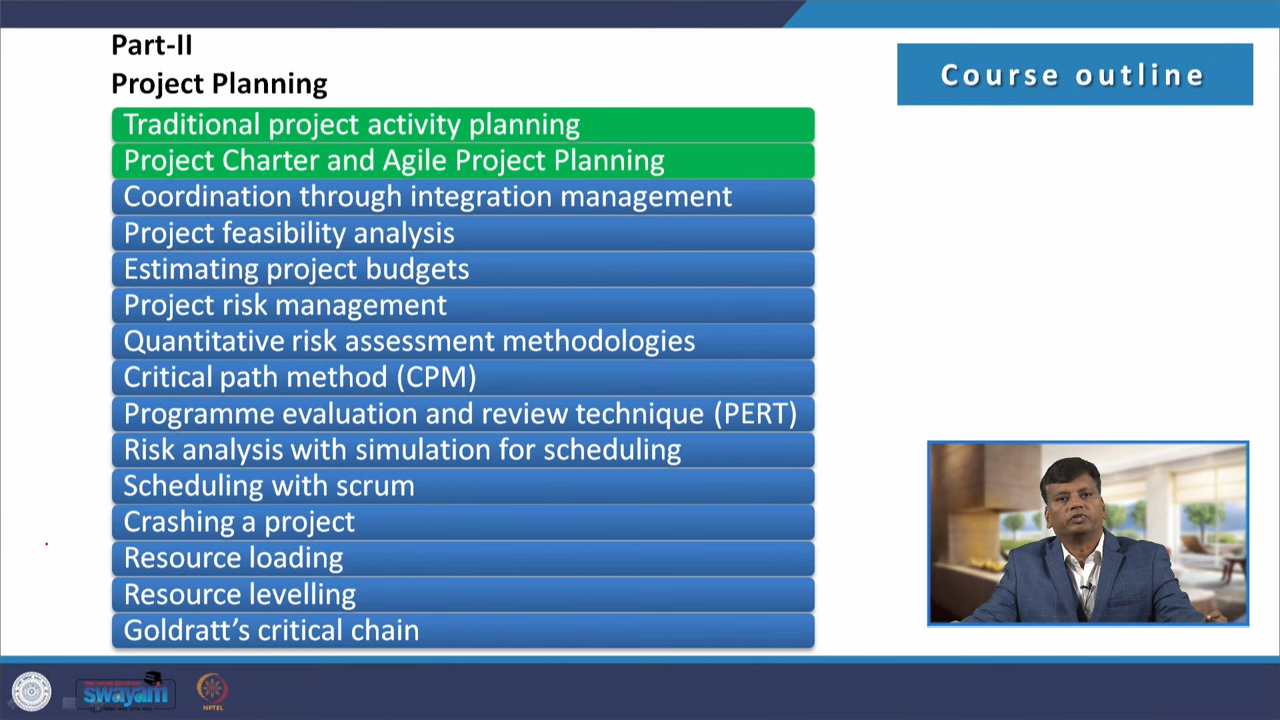 Part-II
Project Planning
Course outline
Traditional project activity planning
Project Charter and Agile Project Planning
Coordination through integration management
Project feasibility analysis
Estimating project budgets
Project risk management
Quantitative risk assessment methodologies
Critical path method (CPM)
Programme evaluation and review technique (PERT)
Risk analysis with simulation for scheduling
Scheduling with scrum
Crashing a project
Resource loading
Resource levelling
Goldratt’s critical chain
swayam
NPTEL